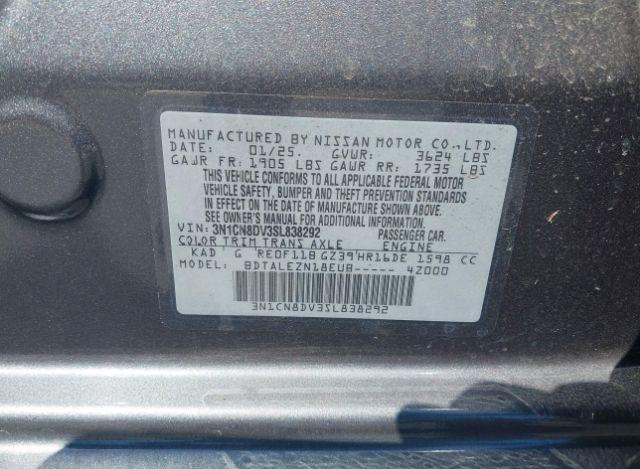 MANUFACTURED BY NISSAN MOTOR CO., LTD.
DATE: 01/25. GVWR: 3624 LBS
GAWR FR: 1905 LBS GAWR RR: 1735 LBS
THIS VEHICLE CONFORMS TO ALL APPLICABLE FEDERAL MOTOR
VEHICLE SAFETY, BUMPER AND THEFT PREVENTION STANDARDS
IN EFFECT ON THE DATE OF MANUFACTURE SHOWN ABOVE.
SEE OWNER'S MANUAL FOR ADDITIONAL INFORMATION.
VIN: 3N1CN8DV3SL838292 PASSENGER CAR.
COLOR TRIM TRANS AXLE ENGINE
KAD G RE0F11B GZ39 HR16DE 1598 CC
MODEL: BDTALEZN18EUB----- 4Z000
3N1CN8DV3SL838292